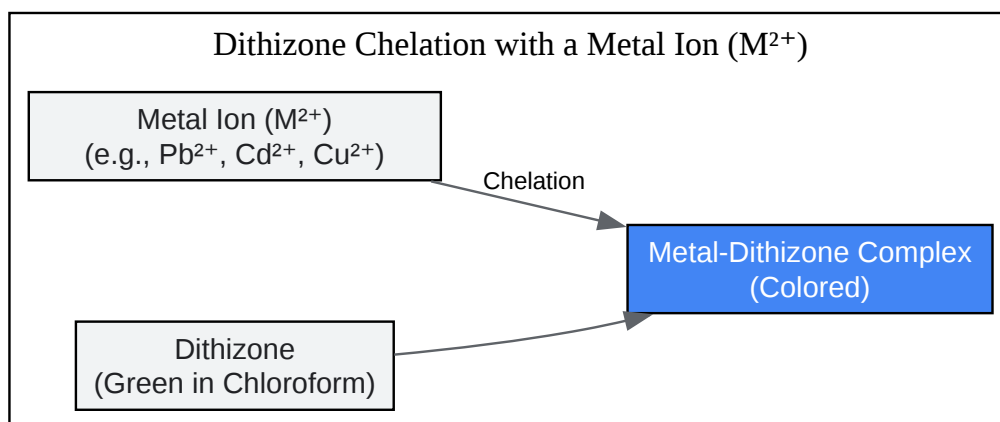 Dithizone Chelation with a Metal Ion (M²⁺)
Metal Ion (M²⁺)
(e.g., Pb²⁺, Cd²⁺, Cu²⁺)
Chelation
Metal-Dithizone Complex
(Colored)
Dithizone
(Green in Chloroform)